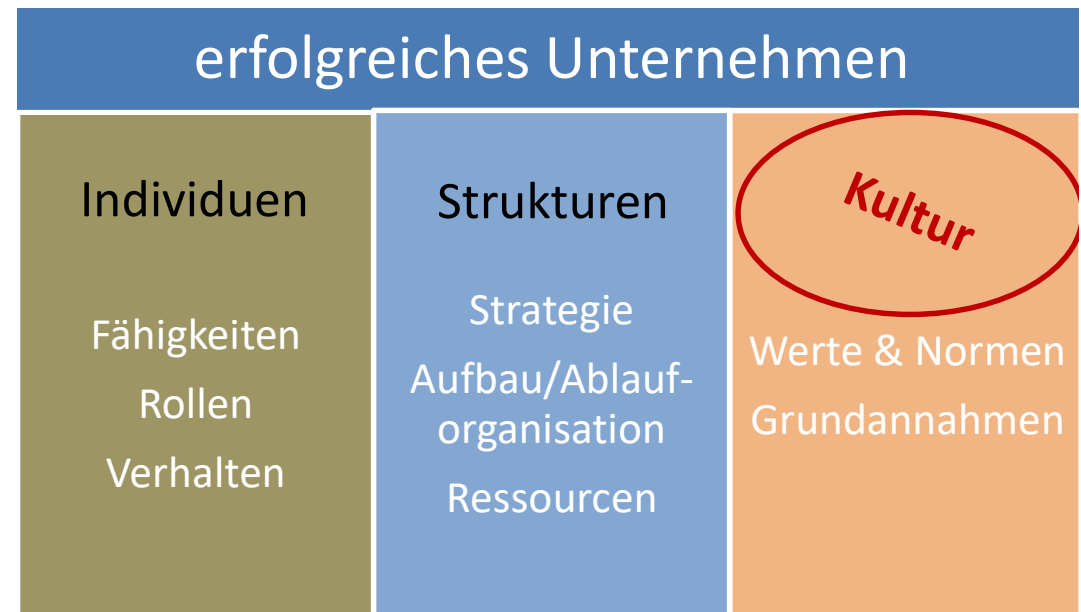 erfolgreiches Unternehmen
Individuen
Fähigkeiten
Rollen
Verhalten
Strukturen
Strategie
Aufbau/Ablauf-
organisation
Ressourcen
Kultur
Werte & Normen
Grundannahmen